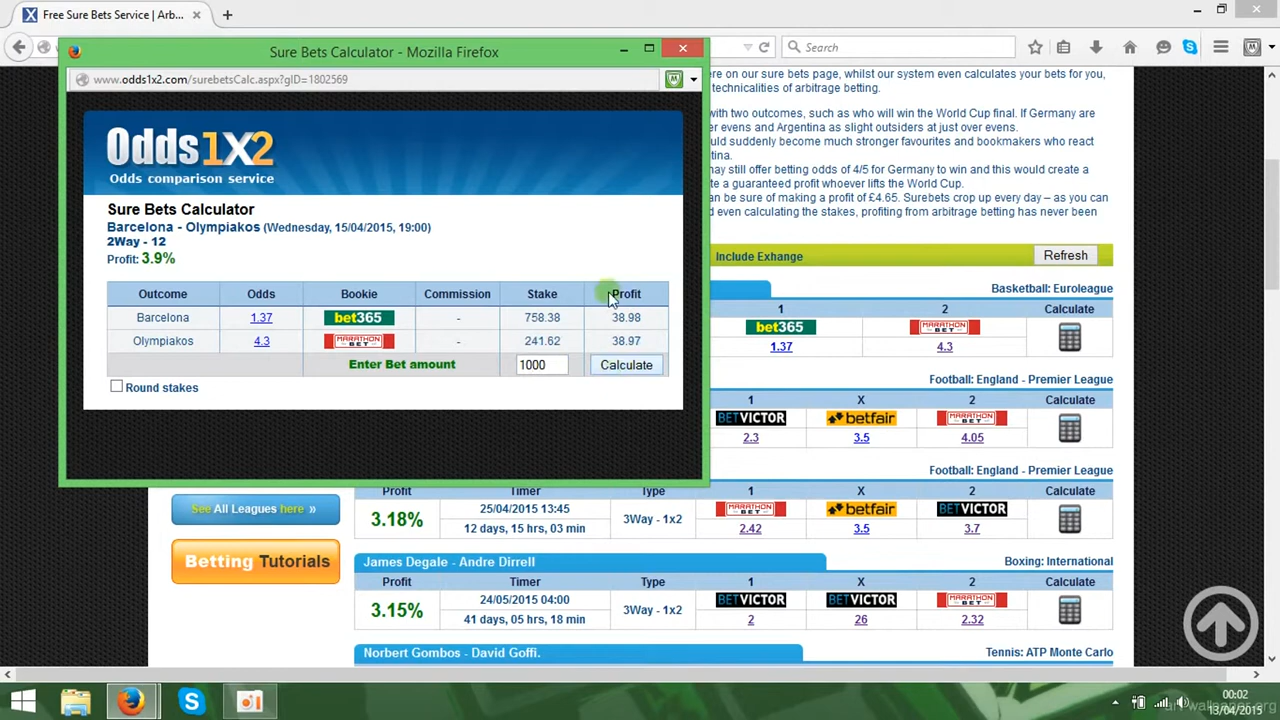 Free Sure Bets Service | Arb...
Sure Bets Calculator - Mozilla Firefox
Search
www.odds1x2.com/surebetsCalc.aspx?gID=1802569
ere on our sure bets page, whilst our system even calculates your bets for you,
technicalities of arbitrage betting.
with two outcomes, such as who will win the World Cup final. If Germany are
er evens and Argentina as slight outsiders at just over evens.
ould suddenly become much stronger favourites and bookmakers who react
tina.
may still offer betting odds of 4/5 for Germany to win and this would create a
te a guaranteed profit whoever lifts the World Cup.
an be sure of making a profit of £4.65. Surebets crop up every day – as you can
d even calculating the stakes, profiting from arbitrage betting has never been
Odds1X2
Odds comparison service
Sure Bets Calculator
Barcelona - Olympiakos (Wednesday, 15/04/2015, 19:00)
2Way - 12
Profit: 3.9%
Outcome Odds Bookie Commission Stake Profit
Barcelona 1.37 bet365 - 758.38 38.98
Olympiakos 4.3 MARATHON BET - 241.62 38.97
Enter Bet amount 1000 Calculate
Round stakes
Include Exhange Refresh
Basketball: Euroleague
1 2 Calculate
bet365 MARATHON BET
1.37 4.3
Football: England - Premier League
1 X 2 Calculate
BETVICTOR betfair MARATHON BET
2.3 3.5 4.05
Football: England - Premier League
See All Leagues here »
Betting Tutorials
Profit Timer Type 1 X 2 Calculate
3.18% 25/04/2015 13:45 3Way - 1x2 MARATHON BET betfair BETVICTOR
12 days, 15 hrs, 03 min 2.42 3.5 3.7
James Degale - Andre Dirrell Boxing: International
Profit Timer Type 1 X 2 Calculate
3.15% 24/05/2015 04:00 3Way - 1x2 BETVICTOR BETVICTOR MARATHON BET
41 days, 05 hrs, 18 min 2 26 2.32
Norbert Gombos - David Goffi. Tennis: ATP Monte Carlo
00:02
13/04/2015